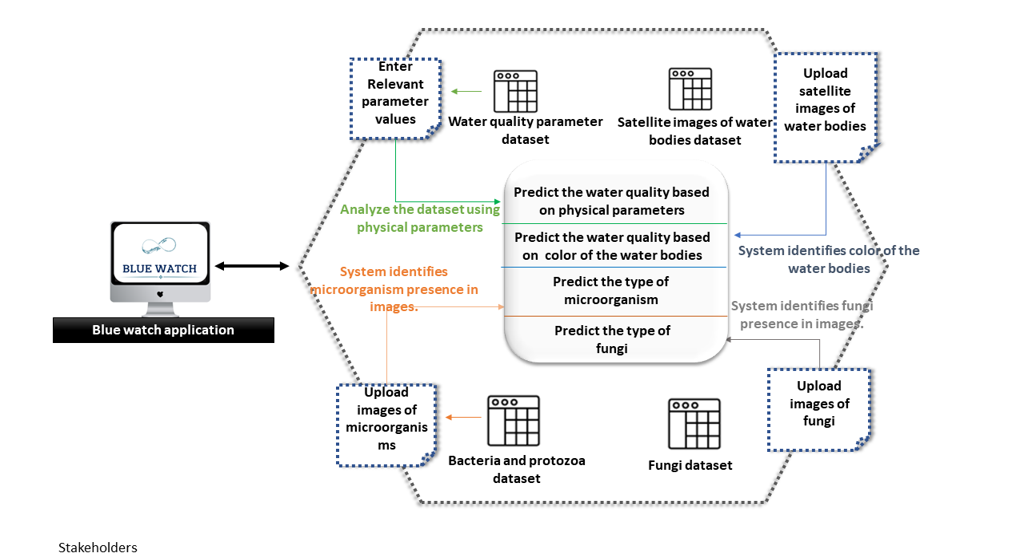 Enter
Relevant
parameter
values
Water quality parameter
dataset
Satellite images of water
bodies dataset
Upload
satellite
images of
water bodies
Predict the water quality based
on physical parameters
Analyze the dataset using
physical parameters
Predict the water quality based
on color of the water bodies
System identifies color of the
water bodies
BLUE WATCH
Blue watch application
System identifies
microorganism presence in
images.
Predict the type of
microorganism
System identifies fungi
presence in images.
Predict the type of
fungi
Upload
images of
microorganis
ms
Bacteria and protozoa
dataset
Fungi dataset
Upload
images of
fungi
Stakeholders